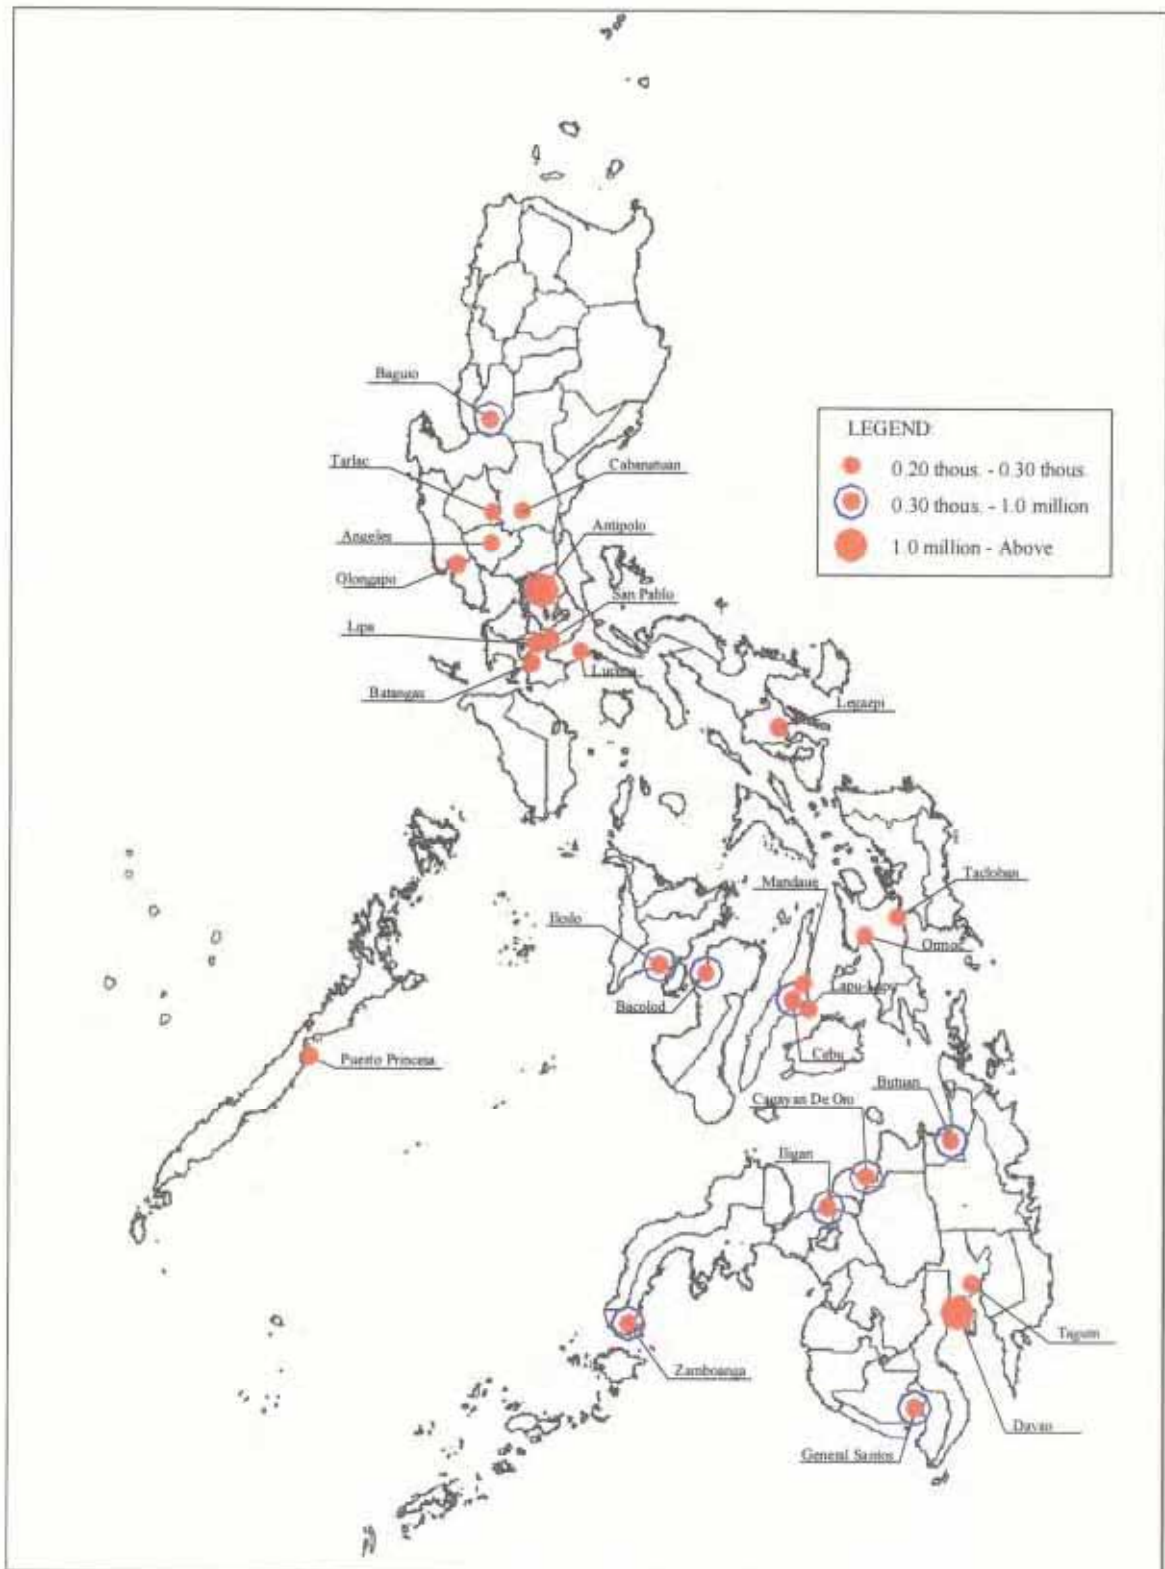 Baguio
LEGEND:
0.20 thous. - 0.30 thous.
0.30 thous. - 1.0 million
1.0 million - Above
Tarlac
Cabanatuan
Angeles
Antipolo
Olongapo
San Pablo
Lipa
Lucena
Batangas
Legazpi
Mandaue
Tacloban
Iloilo
Ormoc
Lapu-Lapu
Bacolod
Cebu
Puerto Princesa
Butuan
Cagayan De Oro
Iligan
Tagum
Zamboanga
Davao
General Santos